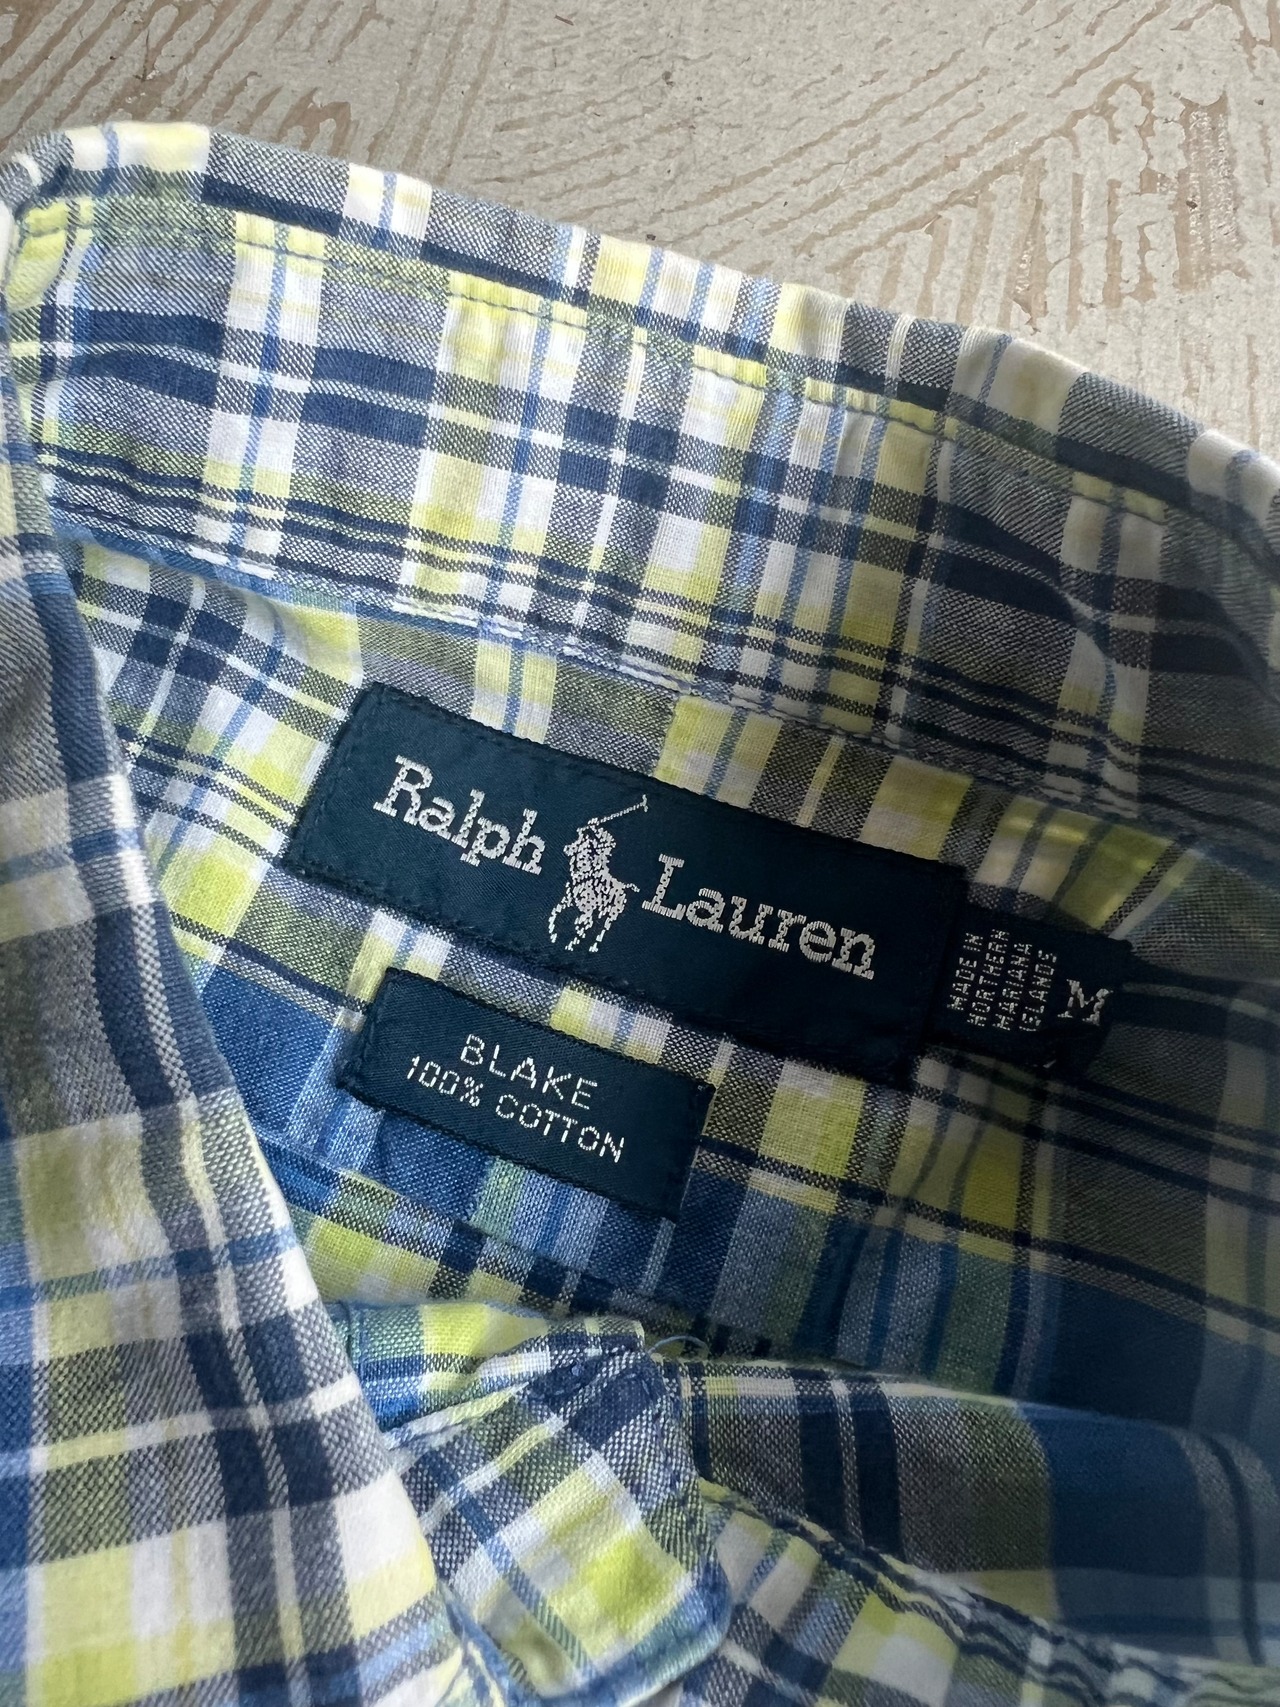 Ralph Lauren
MADE IN
NORTHERN
MARIANA
ISLANDS
M
BLAKE
100% COTTON